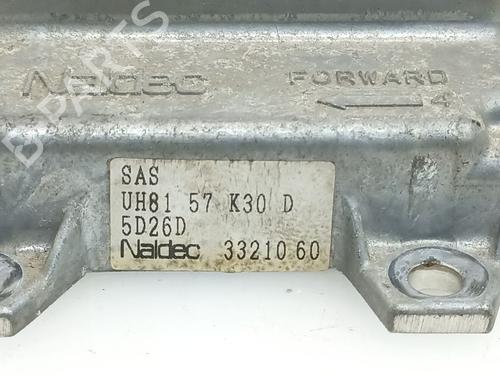 Naldec
FORWARD
4
SAS
UH81 57 K30 D
5D26D
Naldec 3321060